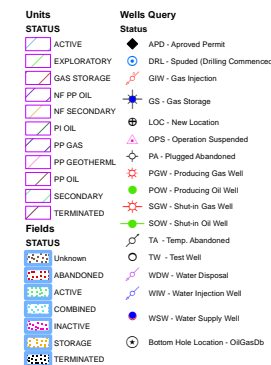 Units
STATUS
ACTIVE
EXPLORATORY
GAS STORAGE
NF PP OIL
NF SECONDARY
PI OIL
PP GAS
PP GEOTHERML
PP OIL
SECONDARY
TERMINATED
Fields
STATUS
Unknown
ABANDONED
ACTIVE
COMBINED
INACTIVE
STORAGE
TERMINATED
Wells Query
STATUS
APD - Aproved Permit
DRL - Spuded (Drilling Commenced
GIW - Gas Injection
GS - Gas Storage
LOC - New Location
OPS - Operation Suspended
PA - Plugged Abandoned
PGW - Producing Gas Well
POW - Producing Oil Well
SGW - Shut-in Gas Well
SOW - Shut-in Oil Well
TA - Temp. Abandoned
TW - Test Well
WDW - Water Disposal
WIW - Water Injection Well
WSW - Water Supply Well
Bottom Hole Location - OilGasDb